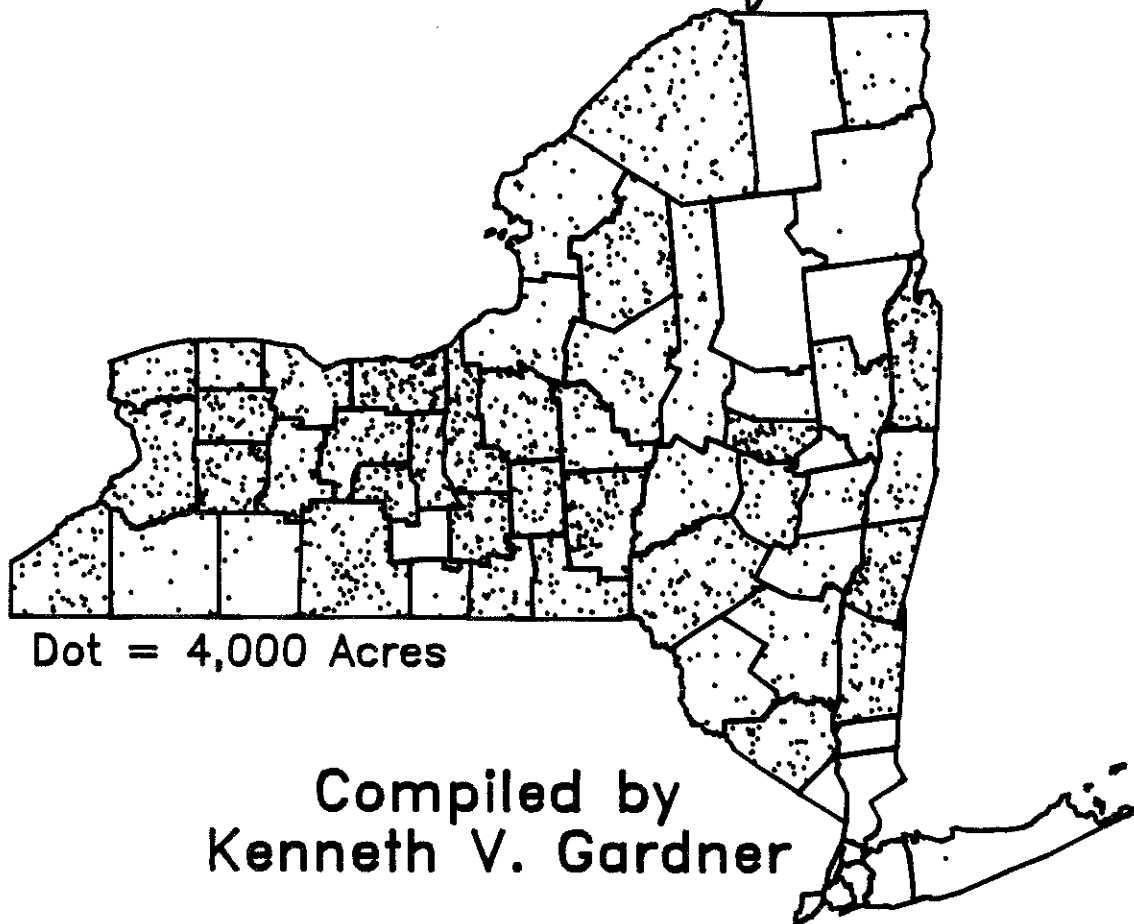 Dot = 4,000 Acres
Compiled by
Kenneth V. Gardner